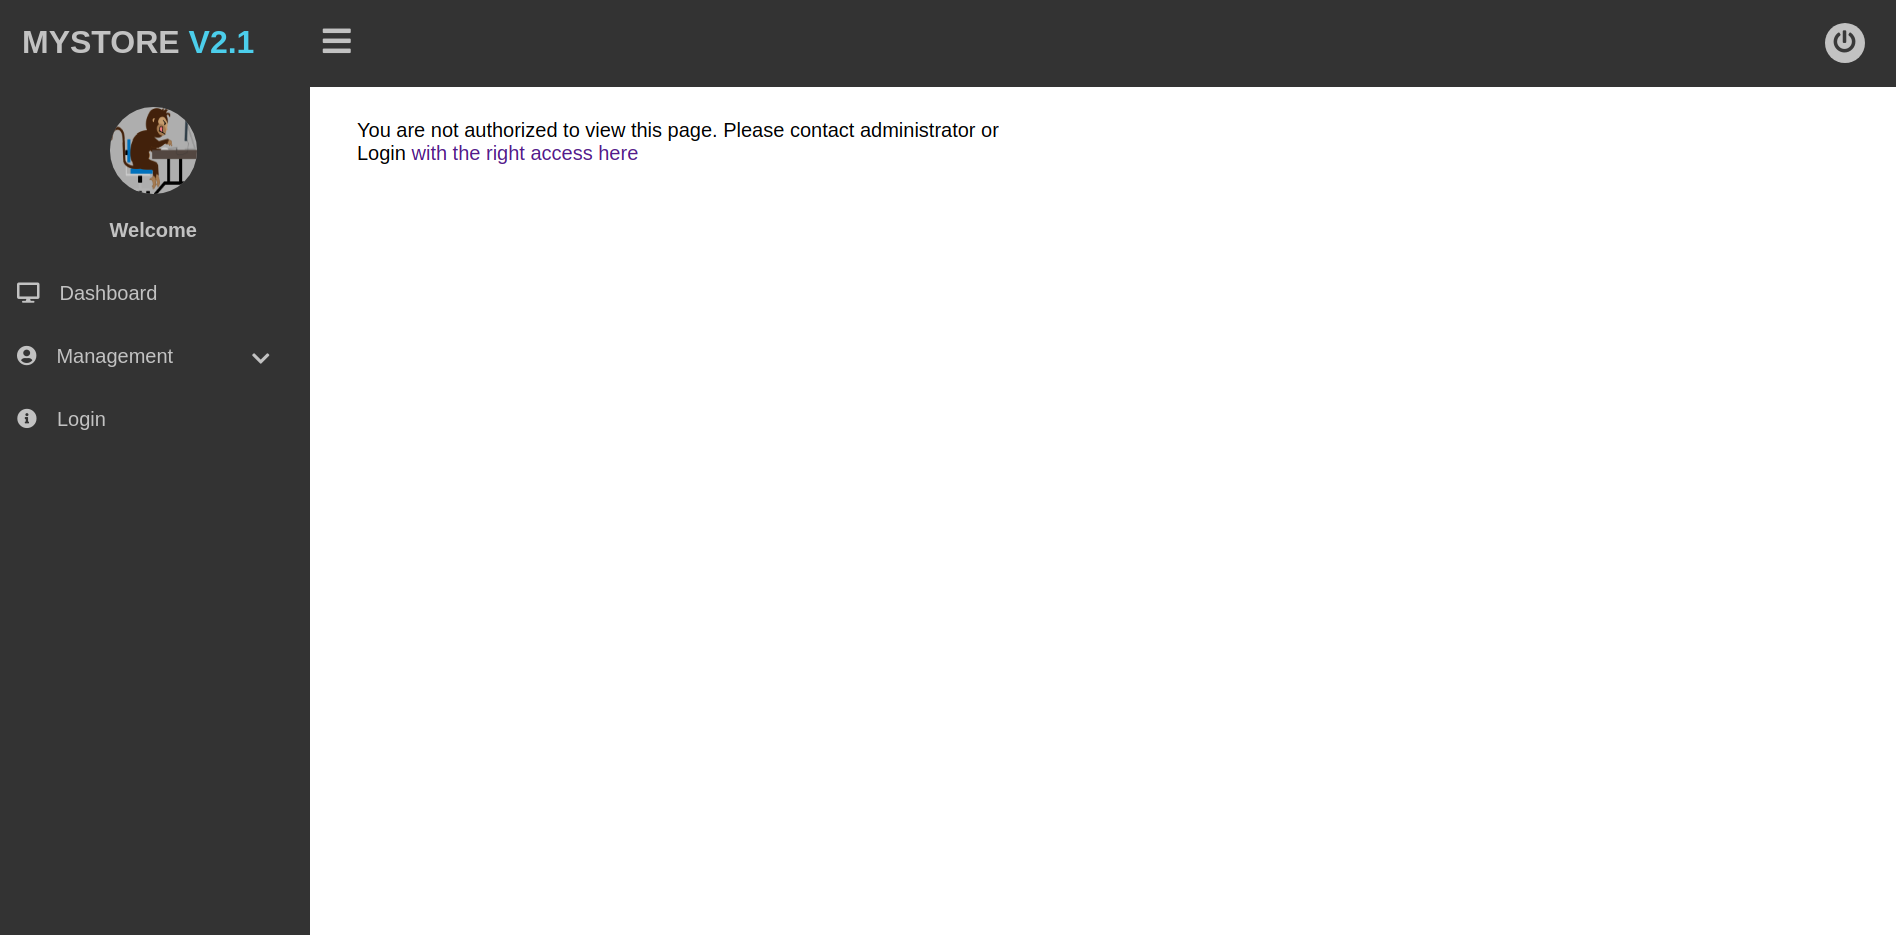 MYSTORE V2.1
Welcome
Dashboard
Management
Login
You are not authorized to view this page. Please contact administrator or
Login with the right access here